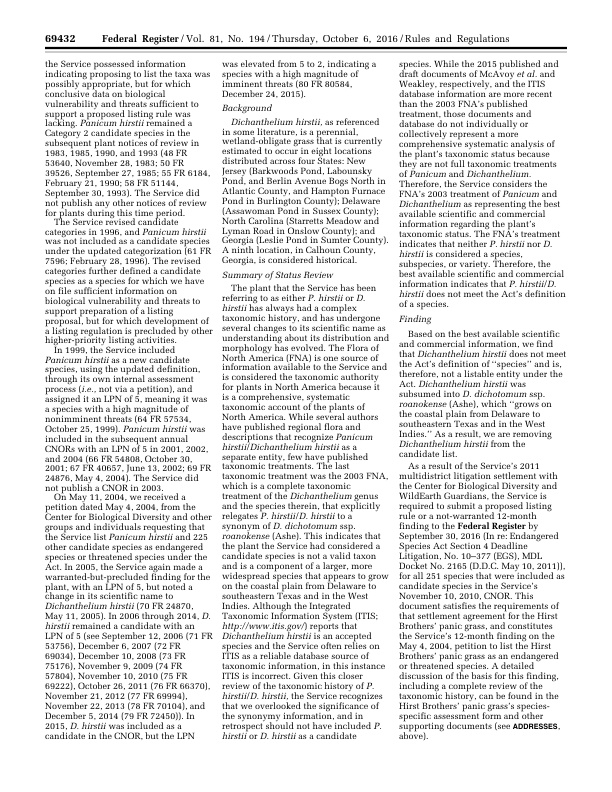 69432 Federal Register / Vol. 81, No. 194 / Thursday, October 6, 2016 / Rules and Regulations
the Service possessed information
indicating proposing to list the taxa was
possibly appropriate, but for which
conclusive data on biological
vulnerability and threats sufficient to
support a proposed listing rule was
lacking. Panicum hirstii remained a
Category 2 candidate species in the
subsequent plant notices of review in
1983, 1985, 1990, and 1993 (48 FR
53640, November 28, 1983; 50 FR
39526, September 27, 1985; 55 FR 6184,
February 21, 1990; 58 FR 51144,
September 30, 1993). The Service did
not publish any other notices of review
for plants during this time period.
The Service revised candidate
categories in 1996, and Panicum hirstii
was not included as a candidate species
under the updated categorization (61 FR
7596; February 28, 1996). The revised
categories further defined a candidate
species as a species for which we have
on file sufficient information on
biological vulnerability and threats to
support preparation of a listing
proposal, but for which development of
a listing regulation is precluded by other
higher-priority listing activities.
In 1999, the Service included
Panicum hirstii as a new candidate
species, using the updated definition,
through its own internal assessment
process (i.e., not via a petition), and
assigned it an LPN of 5, meaning it was
a species with a high magnitude of
nonimminent threats (64 FR 57534,
October 25, 1999). Panicum hirstii was
included in the subsequent annual
CNORs with an LPN of 5 in 2001, 2002,
and 2004 (66 FR 54808, October 30,
2001; 67 FR 40657, June 13, 2002; 69 FR
24876, May 4, 2004). The Service did
not publish a CNOR in 2003.
On May 11, 2004, we received a
petition dated May 4, 2004, from the
Center for Biological Diversity and other
groups and individuals requesting that
the Service list Panicum hirstii and 225
other candidate species as endangered
species or threatened species under the
Act. In 2005, the Service again made a
warranted-but-precluded finding for the
plant, with an LPN of 5, but noted a
change in its scientific name to
Dichanthelium hirstii (70 FR 24870,
May 11, 2005). In 2006 through 2014, D.
hirstii remained a candidate with an
LPN of 5 (see September 12, 2006 (71 FR
53756), December 6, 2007 (72 FR
69034), December 10, 2008 (73 FR
75176), November 9, 2009 (74 FR
57804), November 10, 2010 (75 FR
69222), October 26, 2011 (76 FR 66370),
November 21, 2012 (77 FR 69994),
November 22, 2013 (78 FR 70104), and
December 5, 2014 (79 FR 72450)). In
2015, D. hirstii was included as a
candidate in the CNOR, but the LPN
was elevated from 5 to 2, indicating a
species with a high magnitude of
imminent threats (80 FR 80584,
December 24, 2015).
Background
Dichanthelium hirstii, as referenced
in some literature, is a perennial,
wetland-obligate grass that is currently
estimated to occur in eight locations
distributed across four States: New
Jersey (Barkwoods Pond, Labounsky
Pond, and Berlin Avenue Bogs North in
Atlantic County, and Hampton Furnace
Pond in Burlington County); Delaware
(Assawoman Pond in Sussex County);
North Carolina (Starretts Meadow and
Lyman Road in Onslow County); and
Georgia (Leslie Pond in Sumter County).
A ninth location, in Calhoun County,
Georgia, is considered historical.
Summary of Status Review
The plant that the Service has been
referring to as either P. hirstii or D.
hirstii has always had a complex
taxonomic history, and has undergone
several changes to its scientific name as
understanding about its distribution and
morphology has evolved. The Flora of
North America (FNA) is one source of
information available to the Service and
is considered the taxonomic authority
for plants in North America because it
is a comprehensive, systematic
taxonomic account of the plants of
North America. While several authors
have published regional flora and
descriptions that recognize Panicum
hirstii/Dichanthelium hirstii as a
separate entity, few have published
taxonomic treatments. The last
taxonomic treatment was the 2003 FNA,
which is a complete taxonomic
treatment of the Dichanthelium genus
and the species therein, that explicitly
relegates P. hirstii/D. hirstii to a
synonym of D. dichotomum ssp.
roanokense (Ashe). This indicates that
the plant the Service had considered a
candidate species is not a valid taxon
and is a component of a larger, more
widespread species that appears to grow
on the coastal plain from Delaware to
southeastern Texas and in the West
Indies. Although the Integrated
Taxonomic Information System (ITIS;
http://www.itis.gov/) reports that
Dichanthelium hirstii is an accepted
species and the Service often relies on
ITIS as a reliable database source of
taxonomic information, in this instance
ITIS is incorrect. Given this closer
review of the taxonomic history of P.
hirstii/D. hirstii, the Service recognizes
that we overlooked the significance of
the synonymy information, and in
retrospect should not have included P.
hirstii or D. hirstii as a candidate
species. While the 2015 published and
draft documents of McAvoy et al. and
Weakley, respectively, and the ITIS
database information are more recent
than the 2003 FNA's published
treatment, those documents and
database do not individually or
collectively represent a more
comprehensive systematic analysis of
the plant's taxonomic status because
they are not full taxonomic treatments
of Panicum and Dichanthelium.
Therefore, the Service considers the
FNA's 2003 treatment of Panicum and
Dichanthelium as representing the best
available scientific and commercial
information regarding the plant's
taxonomic status. The FNA's treatment
indicates that neither P. hirstii nor D.
hirstii is considered a species,
subspecies, or variety. Therefore, the
best available scientific and commercial
information indicates that P. hirstii/D.
hirstii does not meet the Act's definition
of a species.
Finding
Based on the best available scientific
and commercial information, we find
that Dichanthelium hirstii does not meet
the Act's definition of ‘‘species’’ and is,
therefore, not a listable entity under the
Act. Dichanthelium hirstii was
subsumed into D. dichotomum ssp.
roanokense (Ashe), which ‘‘grows on
the coastal plain from Delaware to
southeastern Texas and in the West
Indies.’’ As a result, we are removing
Dichanthelium hirstii from the
candidate list.
As a result of the Service's 2011
multidistrict litigation settlement with
the Center for Biological Diversity and
WildEarth Guardians, the Service is
required to submit a proposed listing
rule or a not-warranted 12-month
finding to the Federal Register by
September 30, 2016 (In re: Endangered
Species Act Section 4 Deadline
Litigation, No. 10–377 (EGS), MDL
Docket No. 2165 (D.D.C. May 10, 2011)),
for all 251 species that were included as
candidate species in the Service's
November 10, 2010, CNOR. This
document satisfies the requirements of
that settlement agreement for the Hirst
Brothers' panic grass, and constitutes
the Service's 12-month finding on the
May 4, 2004, petition to list the Hirst
Brothers' panic grass as an endangered
or threatened species. A detailed
discussion of the basis for this finding,
including a complete review of the
taxonomic history, can be found in the
Hirst Brothers' panic grass's species-
specific assessment form and other
supporting documents (see ADDRESSES,
above).